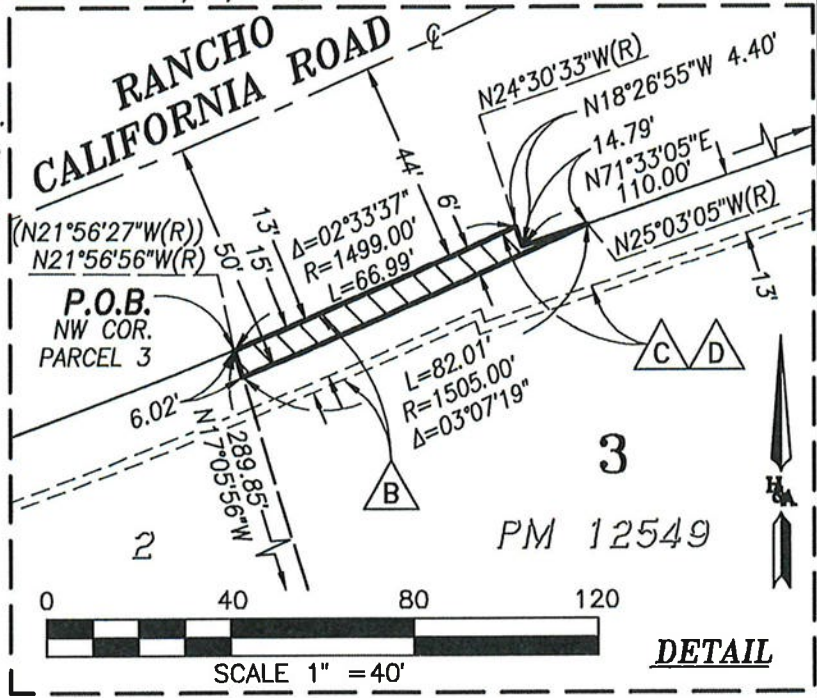 RANCHO
CALIFORNIA ROAD
℄
N24°30'33"W(R)
N18°26'55"W 4.40'
14.79'
N71°33'05"E
110.00'
N25°03'05"W(R)
44'
6'
13'
15'
50'
Δ=02°33'37"
R=1499.00'
L=66.99'
(N21°56'27"W(R))
N21°56'56"W(R)
P.O.B.
NW COR.
PARCEL 3
6.02'
13'
C D
L=82.01'
R=1505.00'
Δ=03°07'19"
289.85'
N17°05'56"W
B
3
H&A
2
PM 12549
0 40 80 120
SCALE 1" =40'
DETAIL